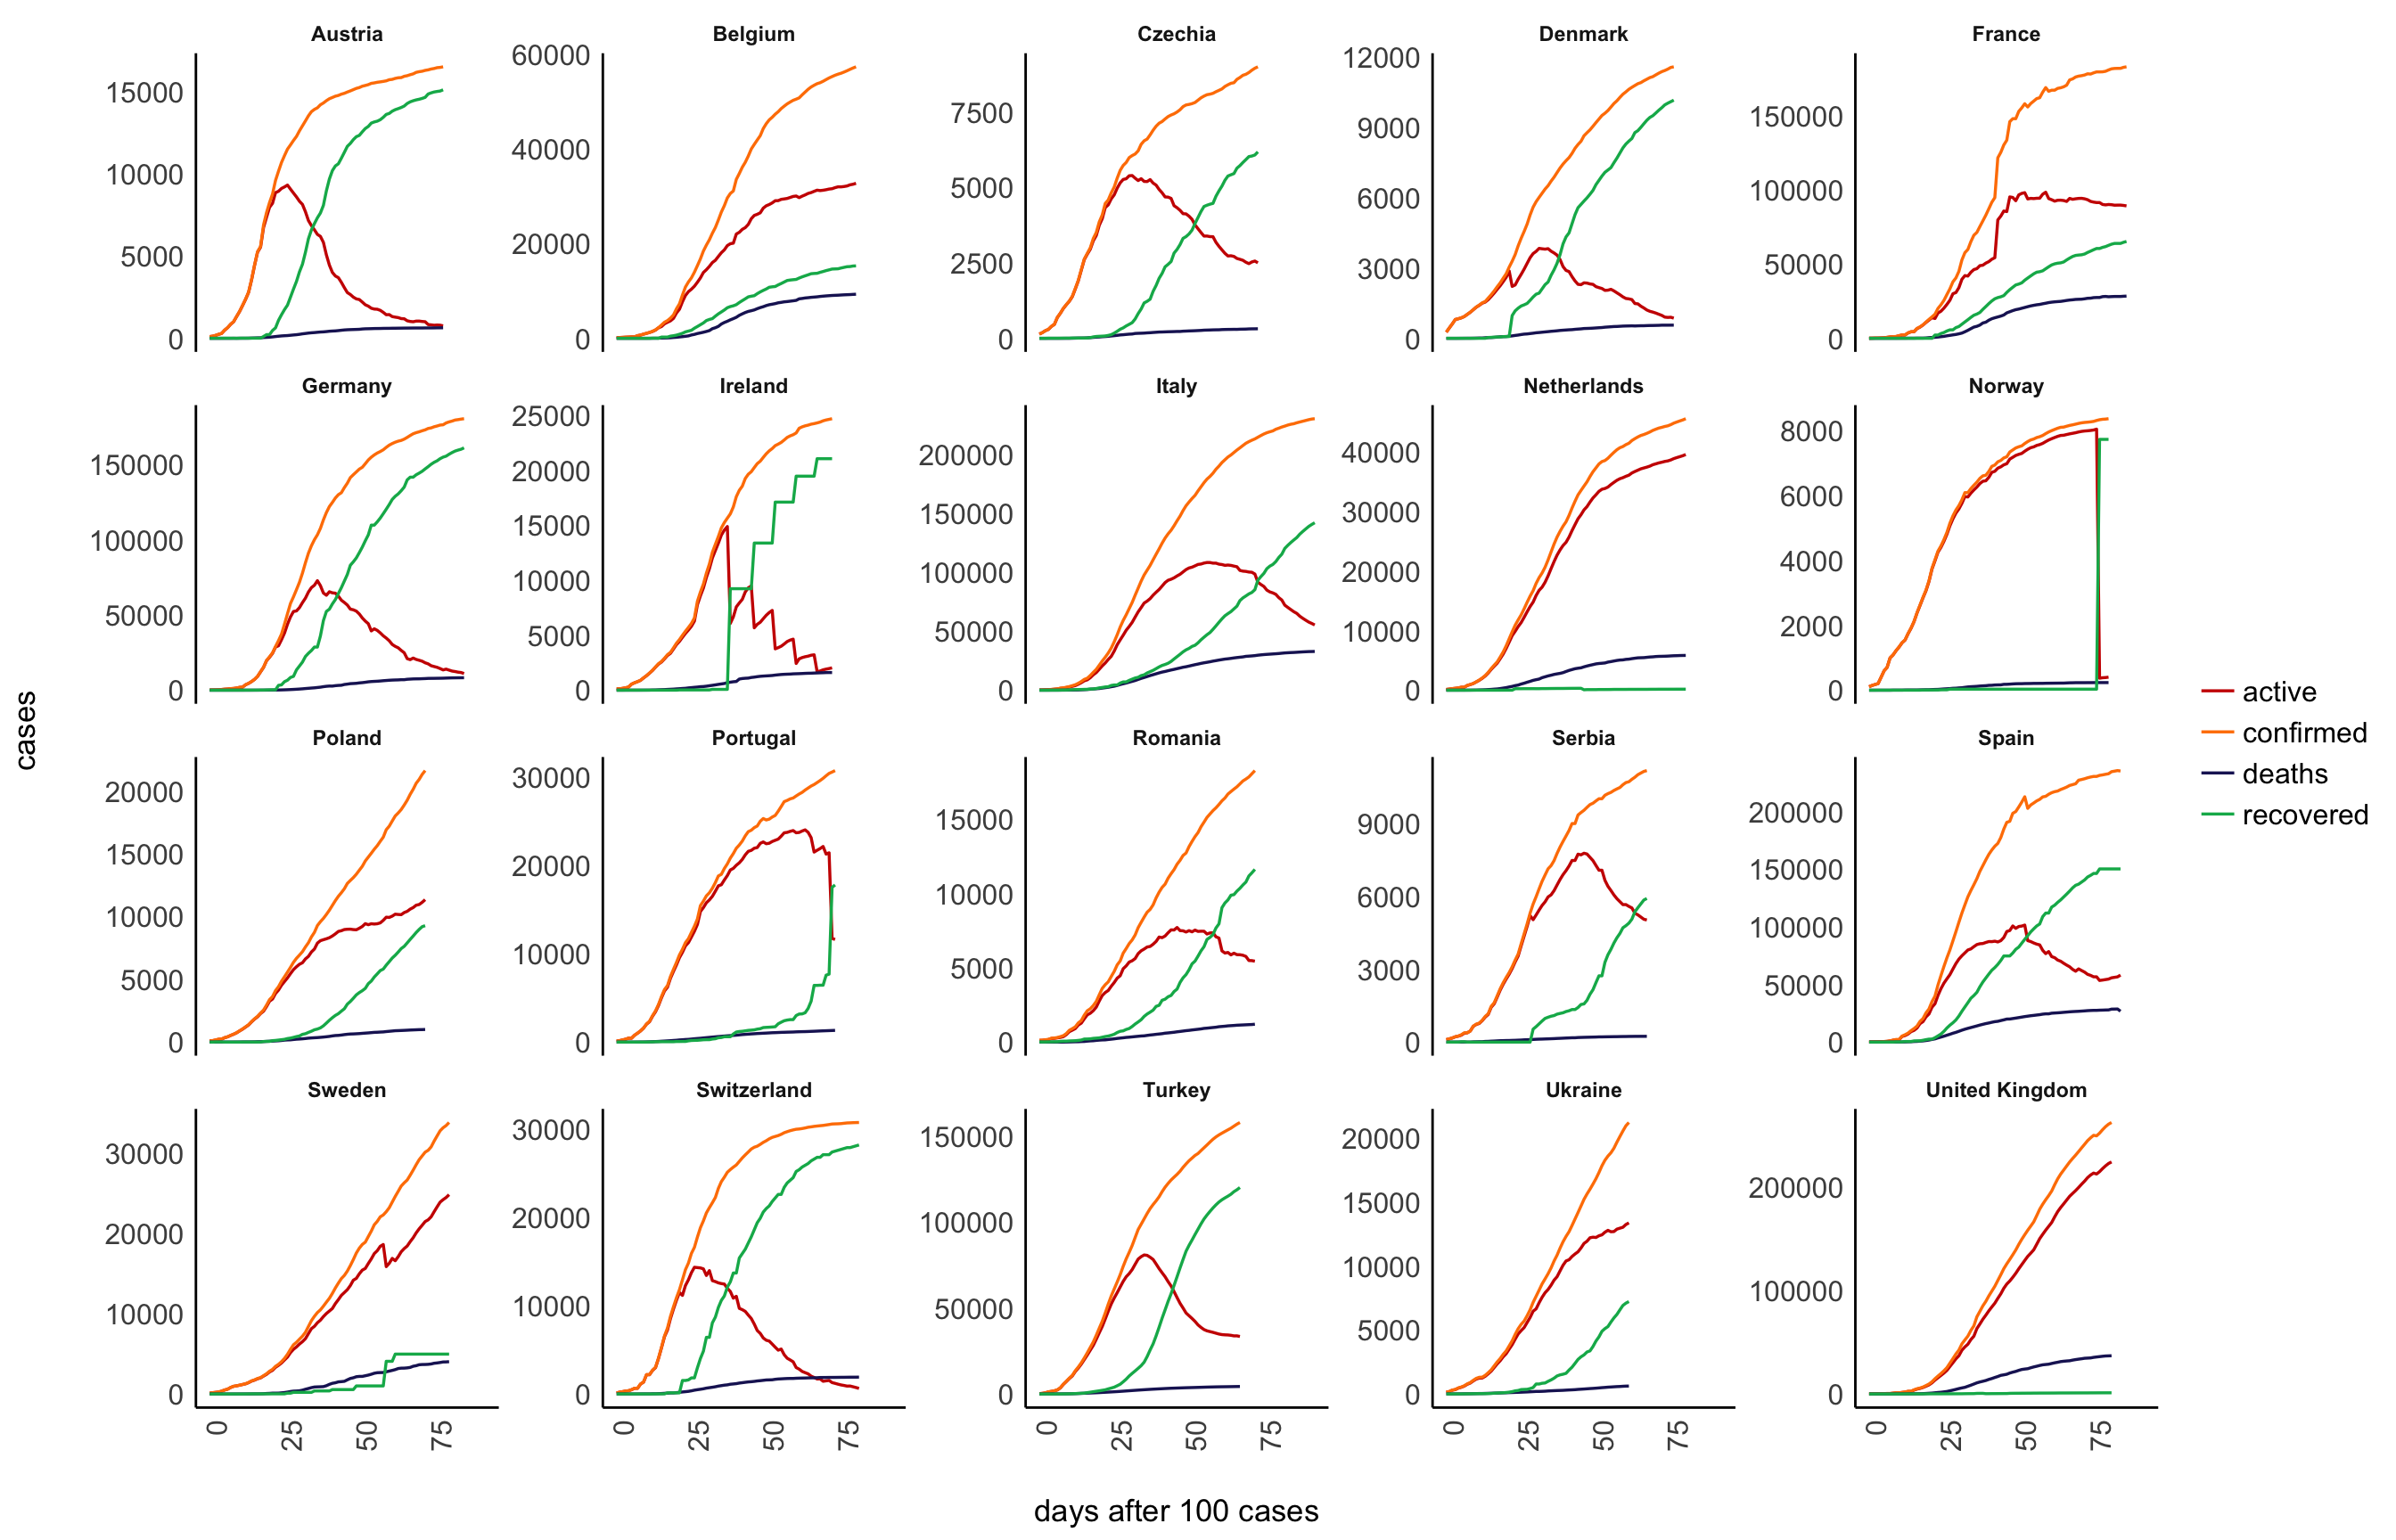 Austria Belgium Czechia Denmark France
60000 12000
15000 7500 9000 150000
40000
10000 5000 6000 100000
20000
5000 2500 3000 50000
0 0 0 0 0
Germany Ireland Italy Netherlands Norway
25000 8000
150000 20000 200000 40000
6000
100000 15000 150000 30000
10000 100000 20000 4000
50000 5000 50000 10000 2000
0 0 0 0 0
active
confirmed
deaths
recovered
cases
Poland Portugal Romania Serbia Spain
20000 30000 15000 9000 200000
15000 20000 150000
10000 10000 6000 100000
5000 10000 5000 3000 50000
0 0 0 0 0
Sweden Switzerland Turkey Ukraine United Kingdom
30000 30000 150000 20000
20000 20000 100000 15000 200000
10000 10000 50000 10000 100000
5000
0 0 0 0 0
0 25 50 75 0 25 50 75 0 25 50 75 0 25 50 75 0 25 50 75
days after 100 cases